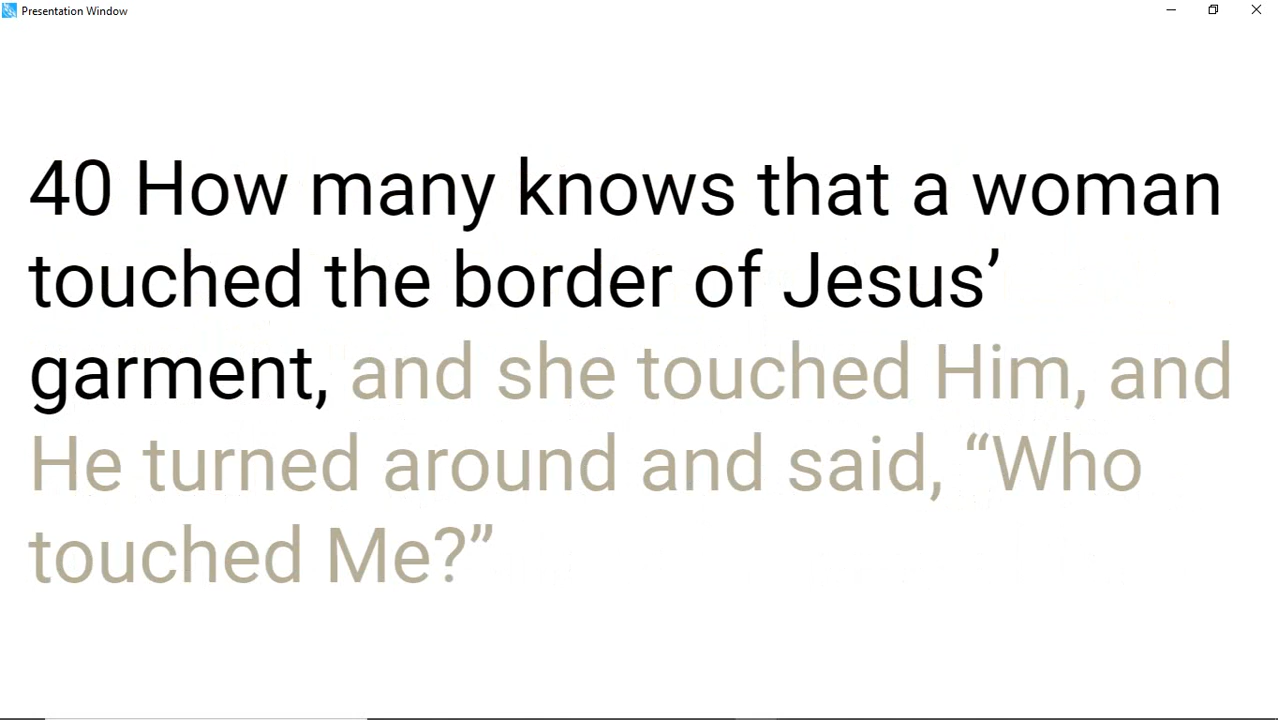 Presentation Window
40 How many knows that a woman
touched the border of Jesus’
garment, and she touched Him, and
He turned around and said, “Who
touched Me?”